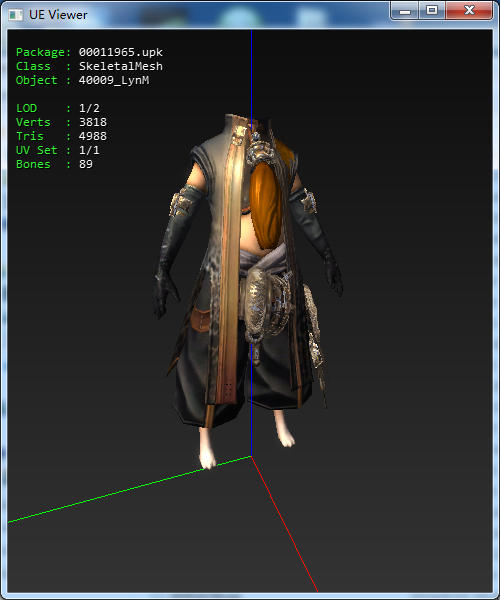 UE Viewer
Package: 00011965.upk
Class : SkeletalMesh
Object : 40009_LynM
LOD : 1/2
Verts : 3818
Tris : 4988
UV Set : 1/1
Bones : 89